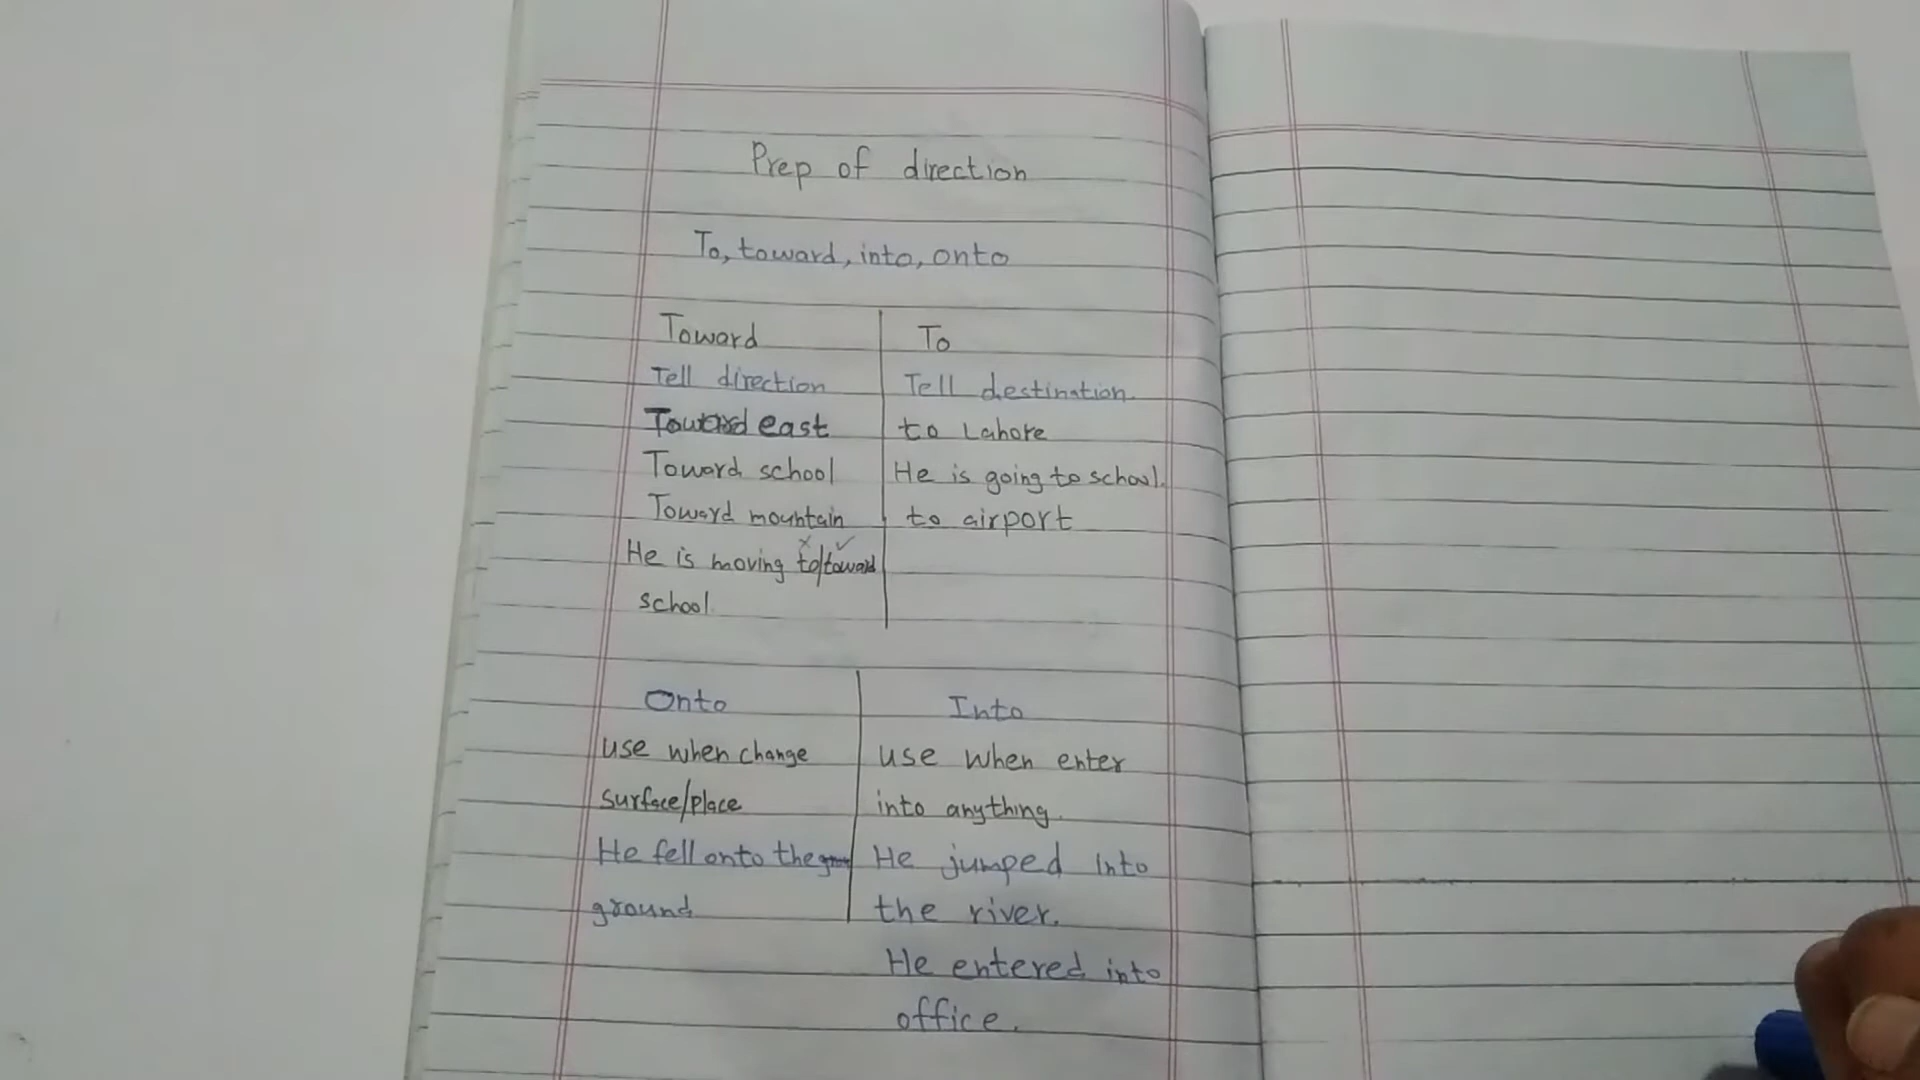 Prep of direction
To, toward, into, onto
Toward
Tell direction
Toward east
Toward school
Toward mountain
He is moving to/toward
school
To
Tell destination.
to Lahore
He is going to school.
to airport
Onto
use when change
surface/place
He fell onto the
ground
Into
use when enter
into anything.
He jumped into
the river.
He entered into
office.